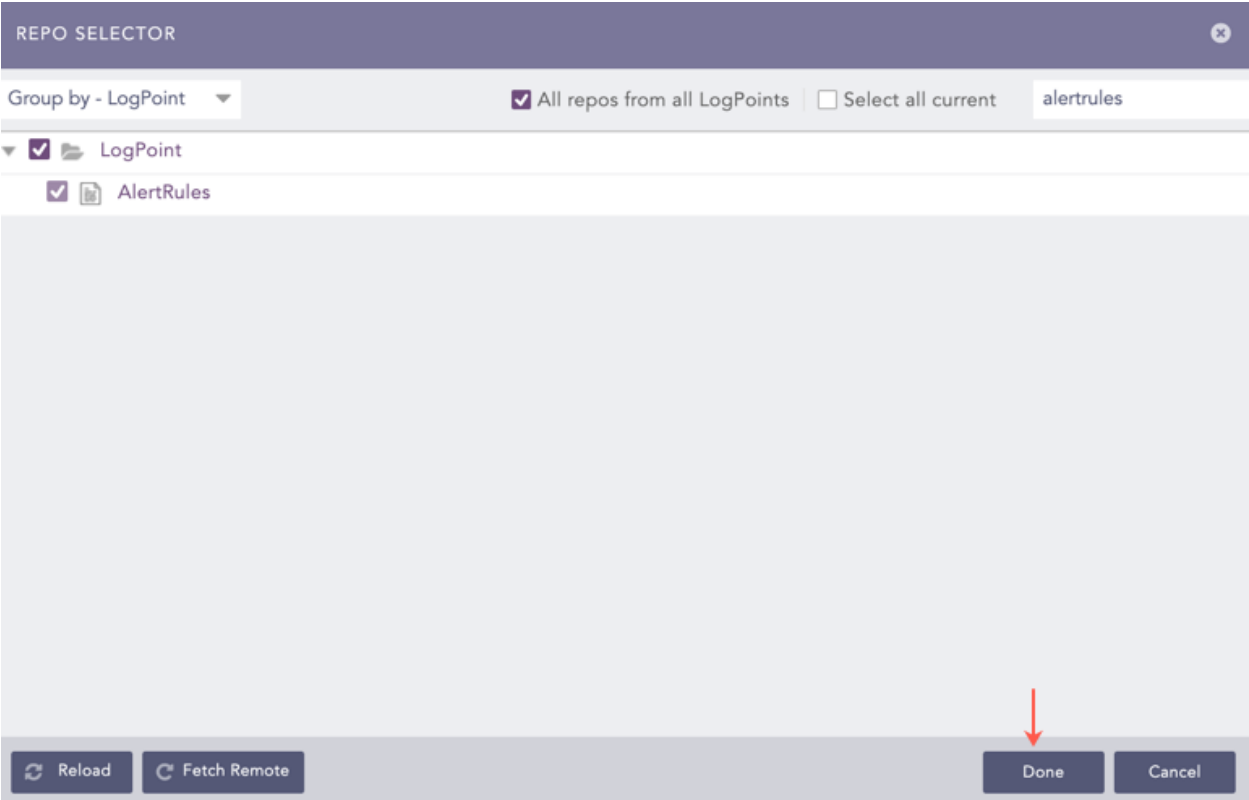 REPO SELECTOR
Group by - LogPoint All repos from all LogPoints Select all current alertrules
LogPoint
AlertRules
Reload Fetch Remote Done Cancel